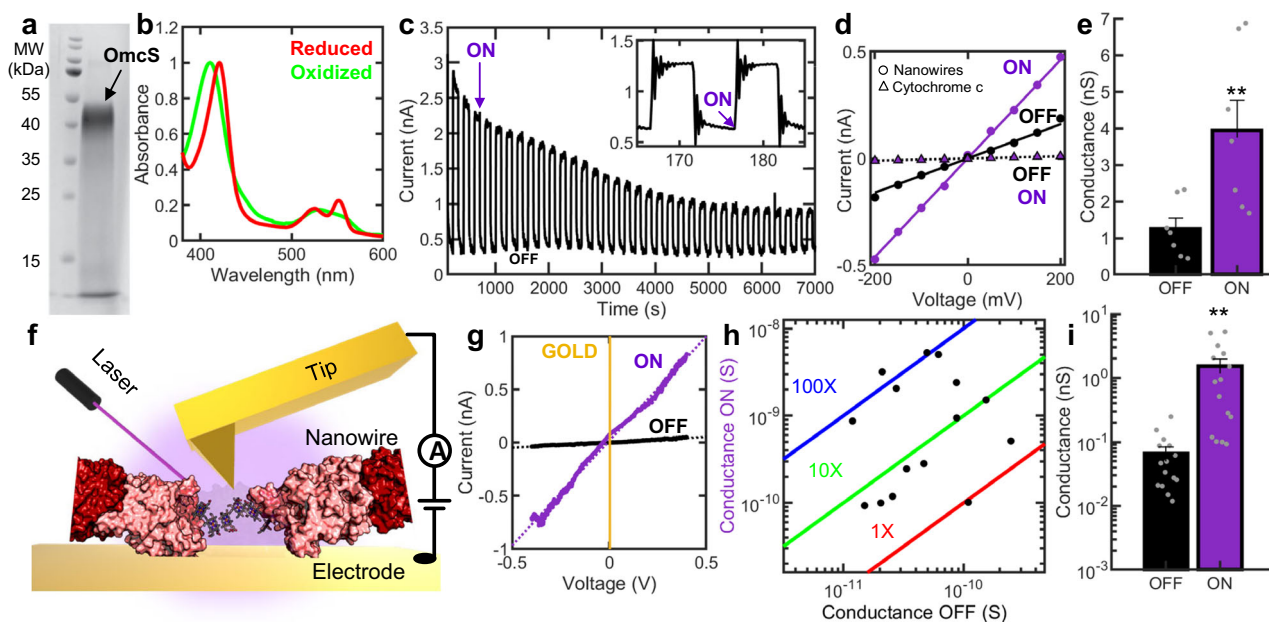 a
MW
(kDa)
OmcS
55
40
35
25
15
b
Reduced
Oxidized
Absorbance
1.2
1
0.8
0.6
0.4
0.2
0
400
500
600
Wavelength (nm)
c
ON
OFF
Current (nA)
3.5
3
2.5
2
1.5
1
0.5
0
1000 2000 3000 4000 5000 6000 7000
Time (s)
ON
1.4
1.0
0.6
170
180
d
Nanowires
Cytochrome c
ON
OFF
OFF
ON
Current (nA)
0.5
0
-0.5
-200 -100 0 100 200
Voltage (mV)
e
Conductance (nS)
7
6
5
4
3
2
1
0
**
OFF ON
f
Laser
Tip
Nanowire
A
Electrode
g
GOLD
ON
OFF
Current (nA)
1
0.5
0
-0.5
-1
-0.5 0 0.5
Voltage (V)
h
Conductance ON (S)
10⁻⁸
10⁻⁹
10⁻¹⁰
100X
10X
1X
10⁻¹¹ 10⁻¹⁰
Conductance OFF (S)
i
Conductance (nS)
10¹
10⁰
10⁻¹
10⁻²
10⁻³
**
OFF ON